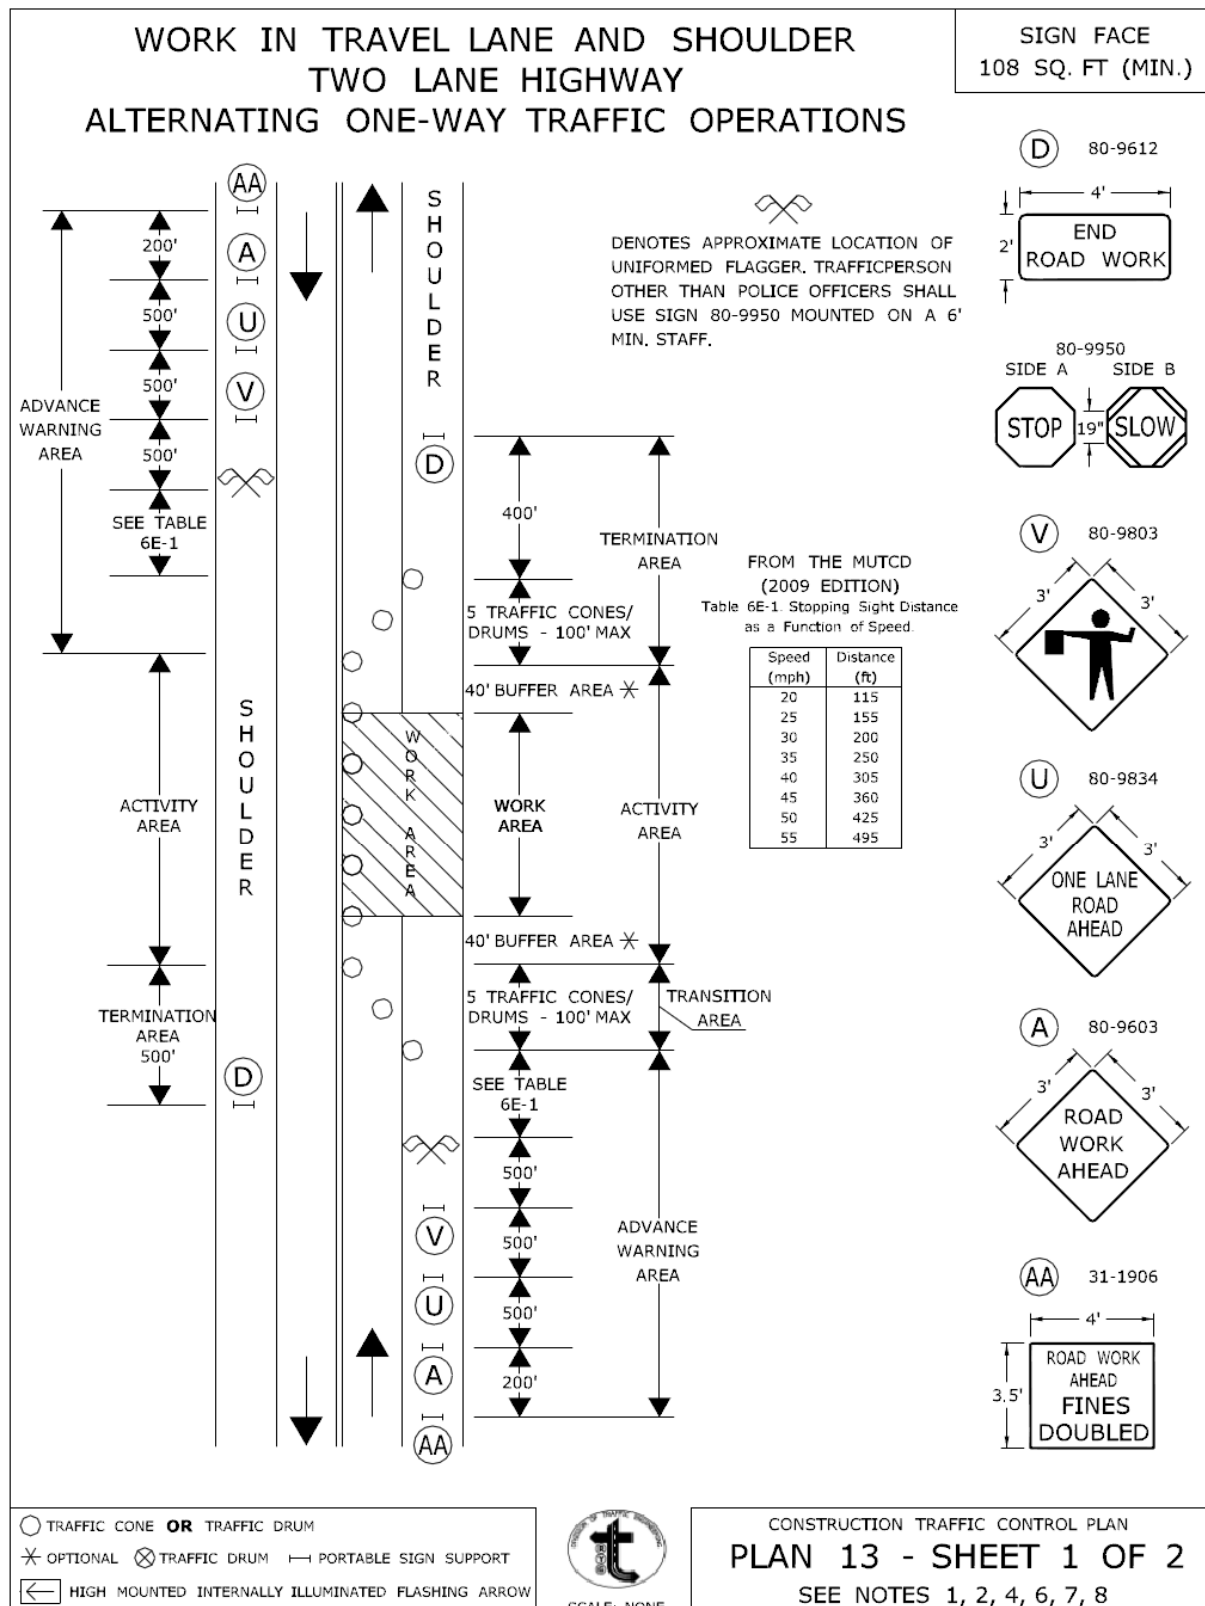 WORK IN TRAVEL LANE AND SHOULDER
TWO LANE HIGHWAY
ALTERNATING ONE-WAY TRAFFIC OPERATIONS
SIGN FACE
108 SQ. FT (MIN.)
AA
A
U
V
200'
500'
500'
500'
SEE TABLE
6E-1
ADVANCE
WARNING
AREA
ACTIVITY
AREA
TERMINATION
AREA
500'
SHOULDER
D
SHOULDER
D
400'
TERMINATION
AREA
5 TRAFFIC CONES/
DRUMS - 100' MAX
40' BUFFER AREA *
WORK AREA
WORK
AREA
ACTIVITY
AREA
40' BUFFER AREA *
5 TRAFFIC CONES/
DRUMS - 100' MAX
TRANSITION
AREA
SEE TABLE
6E-1
500'
500'
500'
200'
ADVANCE
WARNING
AREA
V
U
A
AA
DENOTES APPROXIMATE LOCATION OF
UNIFORMED FLAGGER. TRAFFICPERSON
OTHER THAN POLICE OFFICERS SHALL
USE SIGN 80-9950 MOUNTED ON A 6'
MIN. STAFF.
FROM THE MUTCD
(2009 EDITION)
Table 6E-1. Stopping Sight Distance
as a Function of Speed.
Speed (mph) Distance (ft)
20 115
25 155
30 200
35 250
40 305
45 360
50 425
55 495
D 80-9612
4'
2'
END
ROAD WORK
80-9950
SIDE A SIDE B
STOP 19" SLOW
V 80-9803
3' 3'
U 80-9834
3' 3'
ONE LANE
ROAD
AHEAD
A 80-9603
3' 3'
ROAD
WORK
AHEAD
AA 31-1906
4'
3.5'
ROAD WORK
AHEAD
FINES
DOUBLED
TRAFFIC CONE OR TRAFFIC DRUM
* OPTIONAL TRAFFIC DRUM PORTABLE SIGN SUPPORT
HIGH MOUNTED INTERNALLY ILLUMINATED FLASHING ARROW
DIVISION OF TRAFFIC ENGINEERING
SCALE: NONE
CONSTRUCTION TRAFFIC CONTROL PLAN
PLAN 13 - SHEET 1 OF 2
SEE NOTES 1, 2, 4, 6, 7, 8